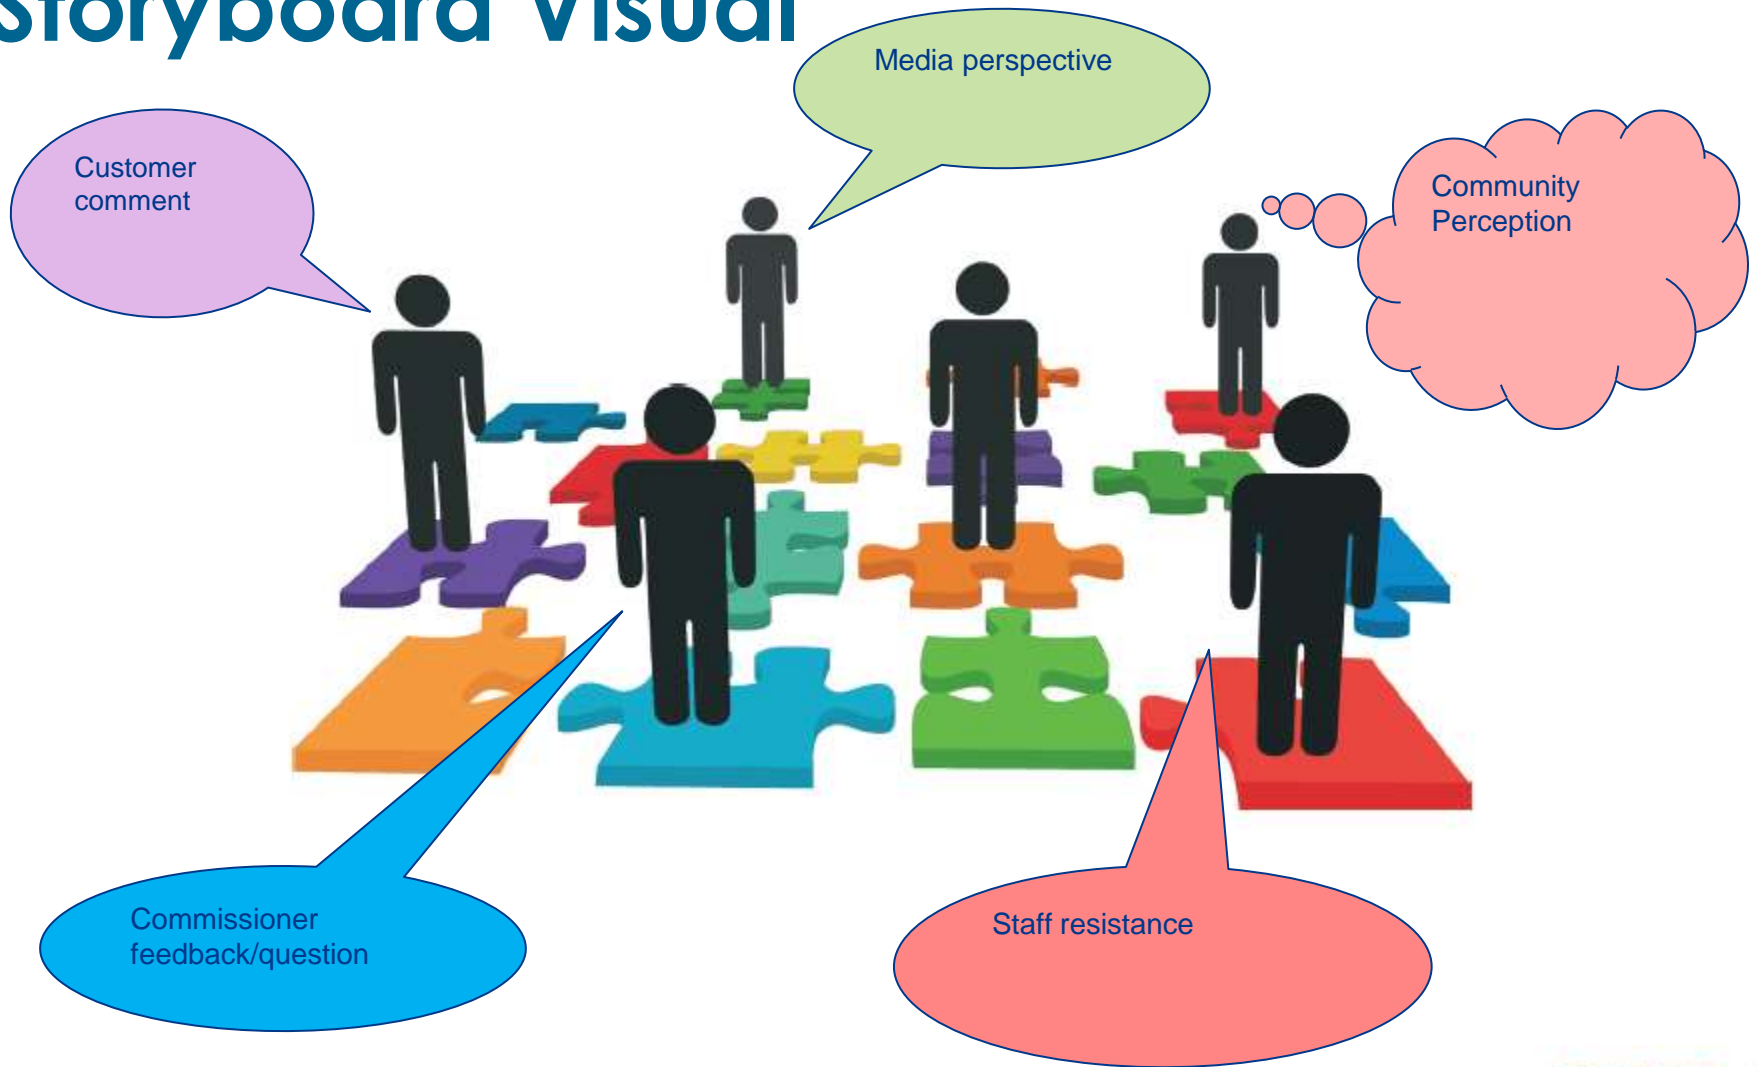 Storyboard Visual
Media perspective
Customer
comment
Community
Perception
Commissioner
feedback/question
Staff resistance